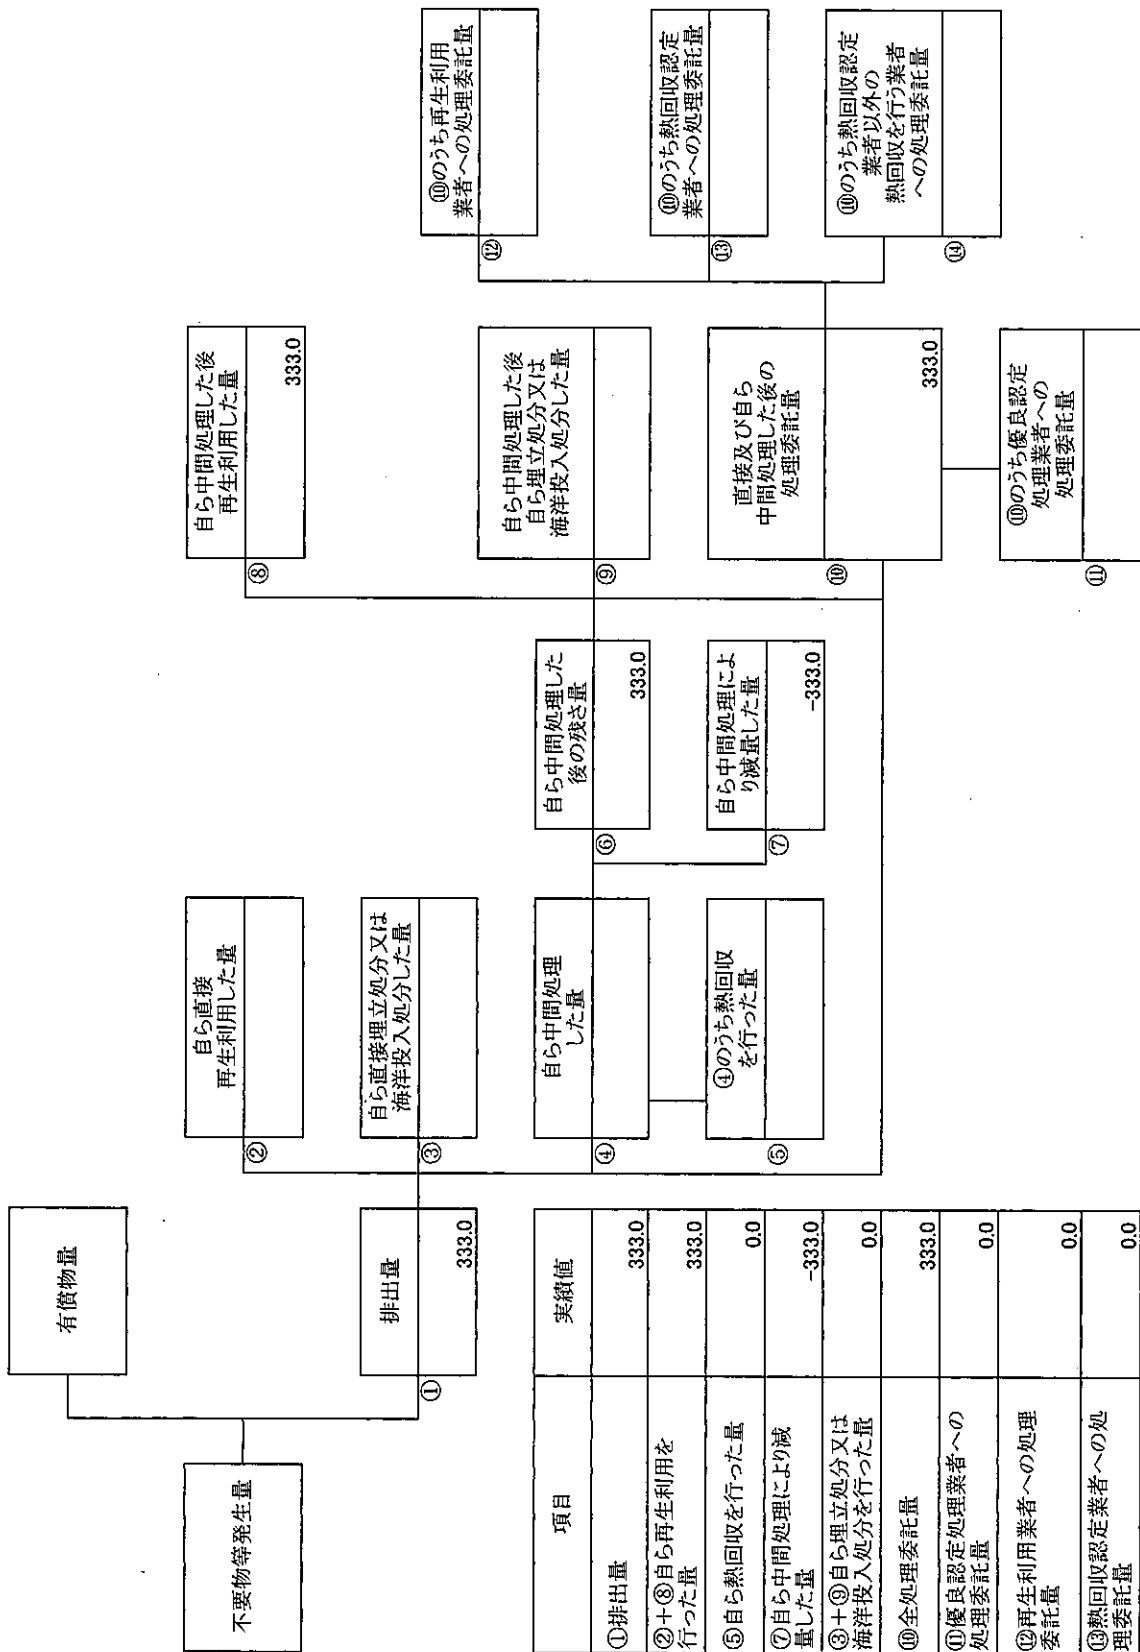 不要物等発生量
有償物量
排出量
①
333.0
自ら直接
再生利用した量
②
自ら直接埋立処分又は
海洋投入処分した量
③
自ら中間処理
した量
④
④のうち熱回収
を行った量
⑤
自ら中間処理した
後の残さ量
⑥
333.0
自ら中間処理によ
り減量した量
⑦
-333.0
自ら中間処理した後
再生利用した量
⑧
333.0
自ら中間処理した後
自ら埋立処分又は
海洋投入処分した量
⑨
直接及び自ら
中間処理した後の
処理委託量
⑩
333.0
⑩のうち優良認定
処理業者への
処理委託量
⑪
⑩のうち再生利用
業者への処理委託量
⑫
⑩のうち熱回収認定
業者への処理委託量
⑬
⑩のうち熱回収認定
業者以外の
熱回収を行う業者
への処理委託量
⑭
項目 実績値
①排出量 333.0
②+⑧自ら再生利用を
行った量 333.0
⑤自ら熱回収を行った量 0.0
⑦自ら中間処理により減
量した量 -333.0
③+⑨自ら埋立処分又は
海洋投入処分を行った量 0.0
⑩全処理委託量 333.0
⑪優良認定処理業者への
処理委託量 0.0
⑫再生利用業者への処理
委託量 0.0
⑬熱回収認定業者への処
理委託量 0.0